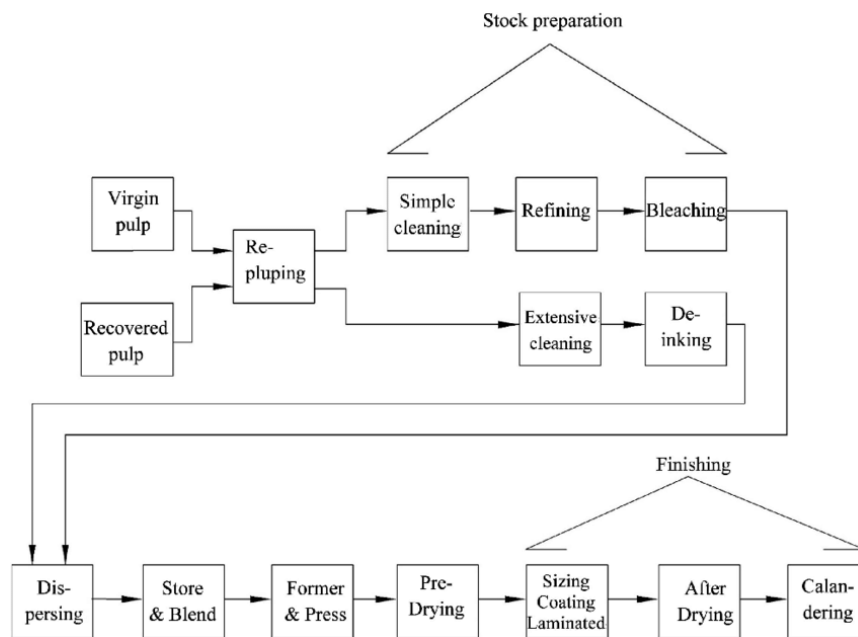 Stock preparation
Virgin
pulp
Re-
pluping
Simple
cleaning
Refining
Bleaching
Recovered
pulp
Extensive
cleaning
De-
inking
Finishing
Dis-
persing
Store
& Blend
Former
& Press
Pre-
Drying
Sizing
Coating
Laminated
After
Drying
Calan-
dering